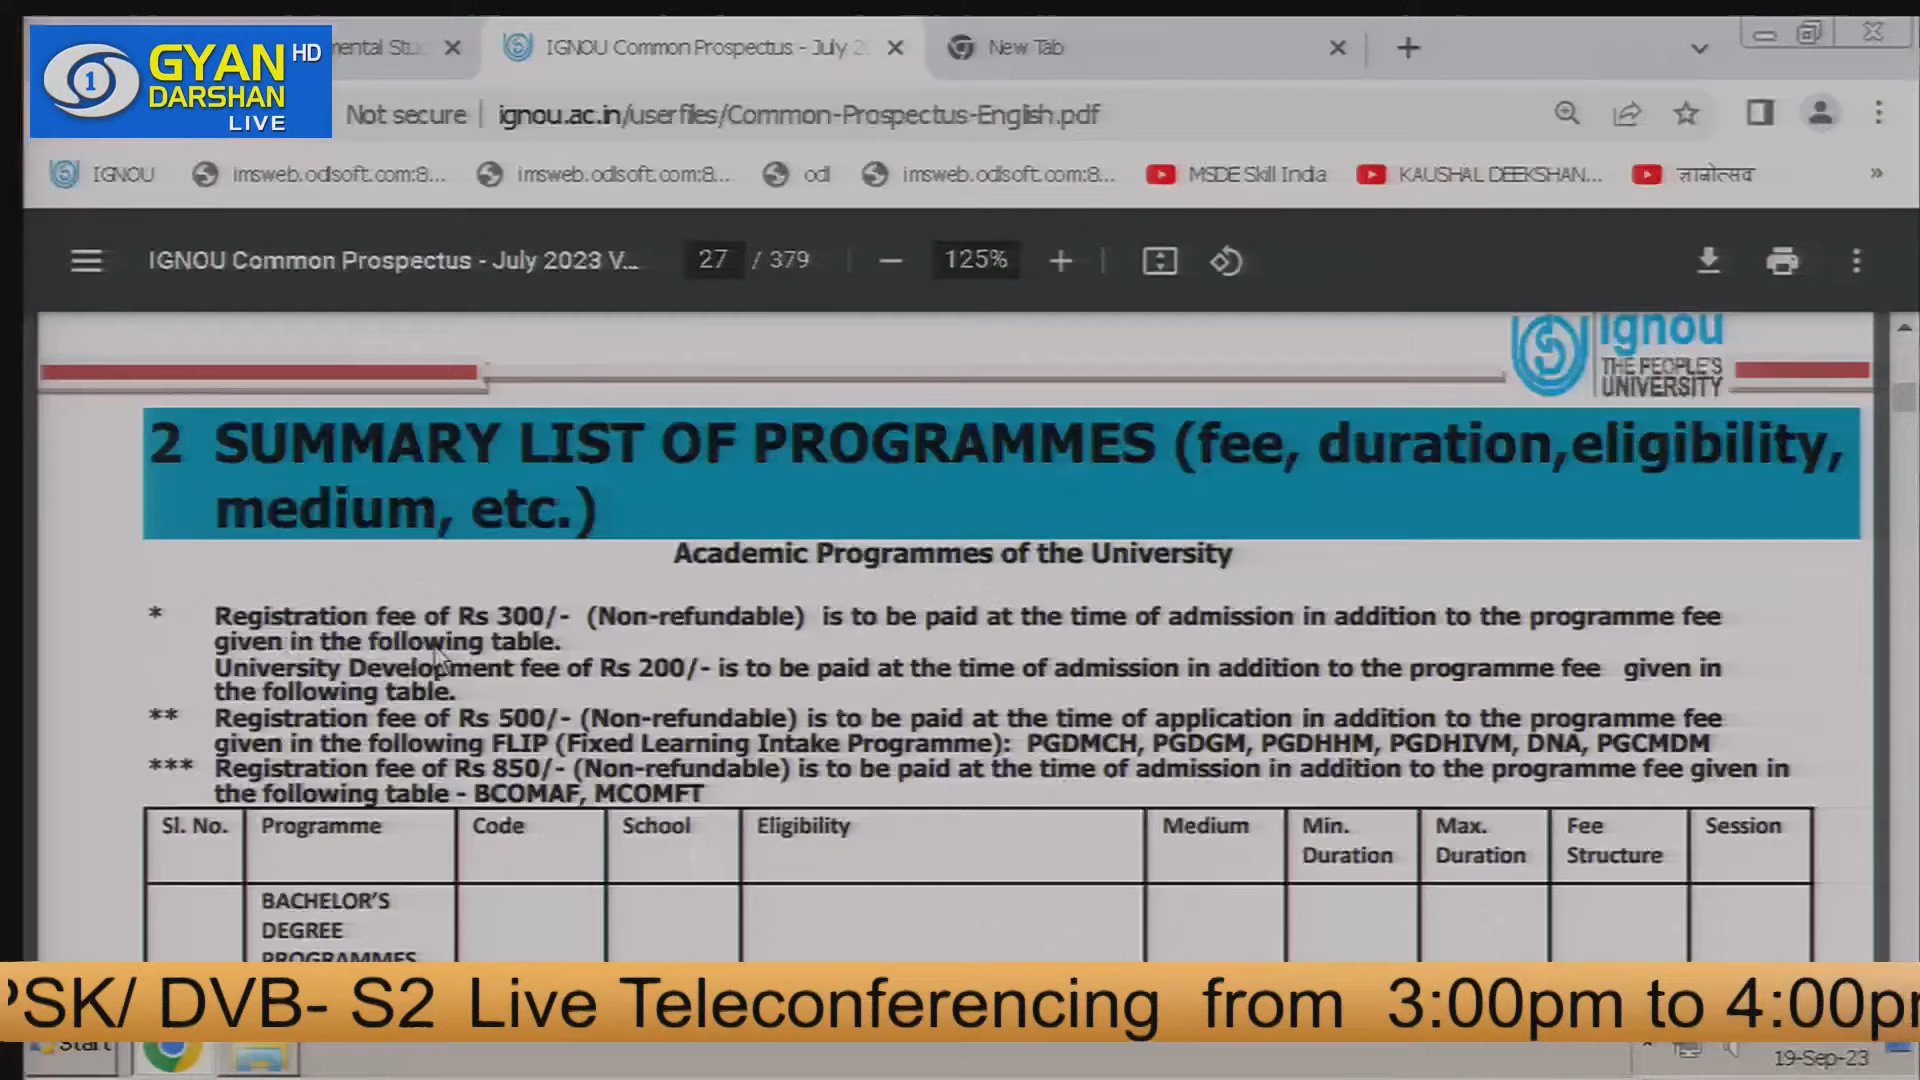 GYAN HD
DARSHAN
LIVE
1
mental Stu
IGNOU Common Prospectus - July 2
New Tab
Not secure
ignou.ac.in/userfiles/Common-Prospectus-English.pdf
IGNOU
imsweb.odlsoft.com:8...
imsweb.odlsoft.com:8...
odl
imsweb.odlsoft.com:8...
MSDE Skill India
KAUSHAL DEEKSHAN...
ज्ञानोत्सव
»
IGNOU Common Prospectus - July 2023 V...
27 / 379
125%
ignou
THE PEOPLE'S
UNIVERSITY
2 SUMMARY LIST OF PROGRAMMES (fee, duration,eligibility,
medium, etc.)
Academic Programmes of the University
* Registration fee of Rs 300/- (Non-refundable) is to be paid at the time of admission in addition to the programme fee
given in the following table.
University Development fee of Rs 200/- is to be paid at the time of admission in addition to the programme fee given in
the following table.
** Registration fee of Rs 500/- (Non-refundable) is to be paid at the time of application in addition to the programme fee
given in the following FLIP (Fixed Learning Intake Programme): PGDMCH, PGDGM, PGDHHM, PGDHIVM, DNA, PGCMDM
*** Registration fee of Rs 850/- (Non-refundable) is to be paid at the time of admission in addition to the programme fee given in
the following table - BCOMAF, MCOMFT
Sl. No. Programme Code School Eligibility Medium Min. Duration Max. Duration Fee Structure Session
BACHELOR'S
DEGREE
PROGRAMMES
PSK/ DVB- S2 Live Teleconferencing from 3:00pm to 4:00pm
Start
19-Sep-23